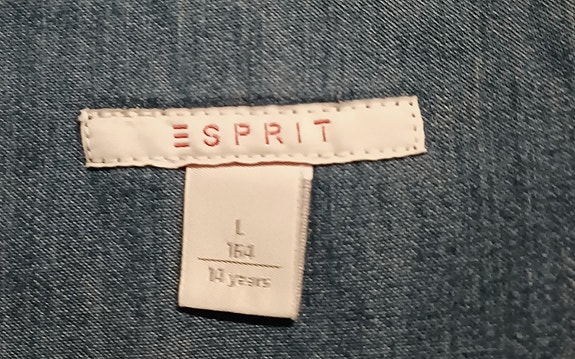 ESPRIT
L
164
14 years